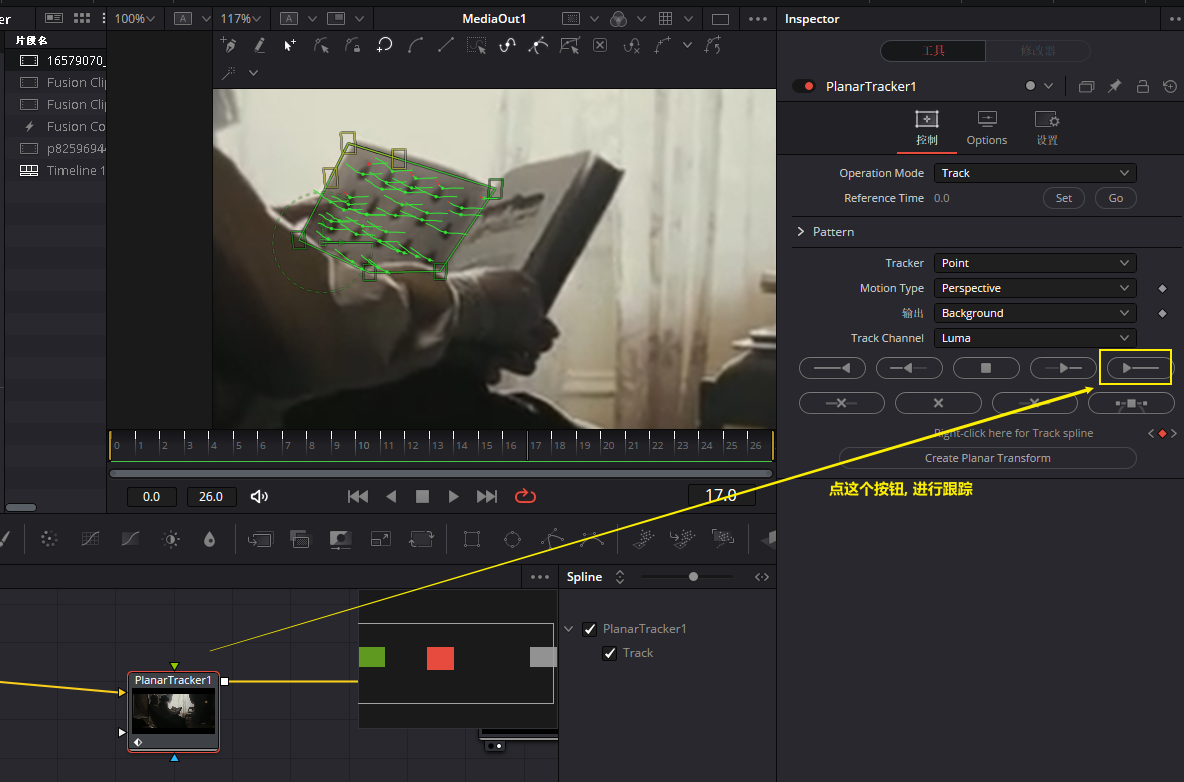 er
100%
A
117%
A
MediaOut1
Inspector
片段名
16579070_
Fusion Clip
Fusion Clip
Fusion Co
p8259694
Timeline 1
工具
修改器
PlanarTracker1
控制
Options
设置
Operation Mode Track
Reference Time 0.0 Set Go
Pattern
Tracker Point
Motion Type Perspective
输出 Background
Track Channel Luma
Right-click here for Track spline
Create Planar Transform
0 1 2 3 4 5 6 7 8 9 10 11 12 13 14 15 16 17 18 19 20 21 22 23 24 25 26
0.0 26.0 17.0
点这个按钮, 进行跟踪
Spline
PlanarTracker1
Track
PlanarTracker1